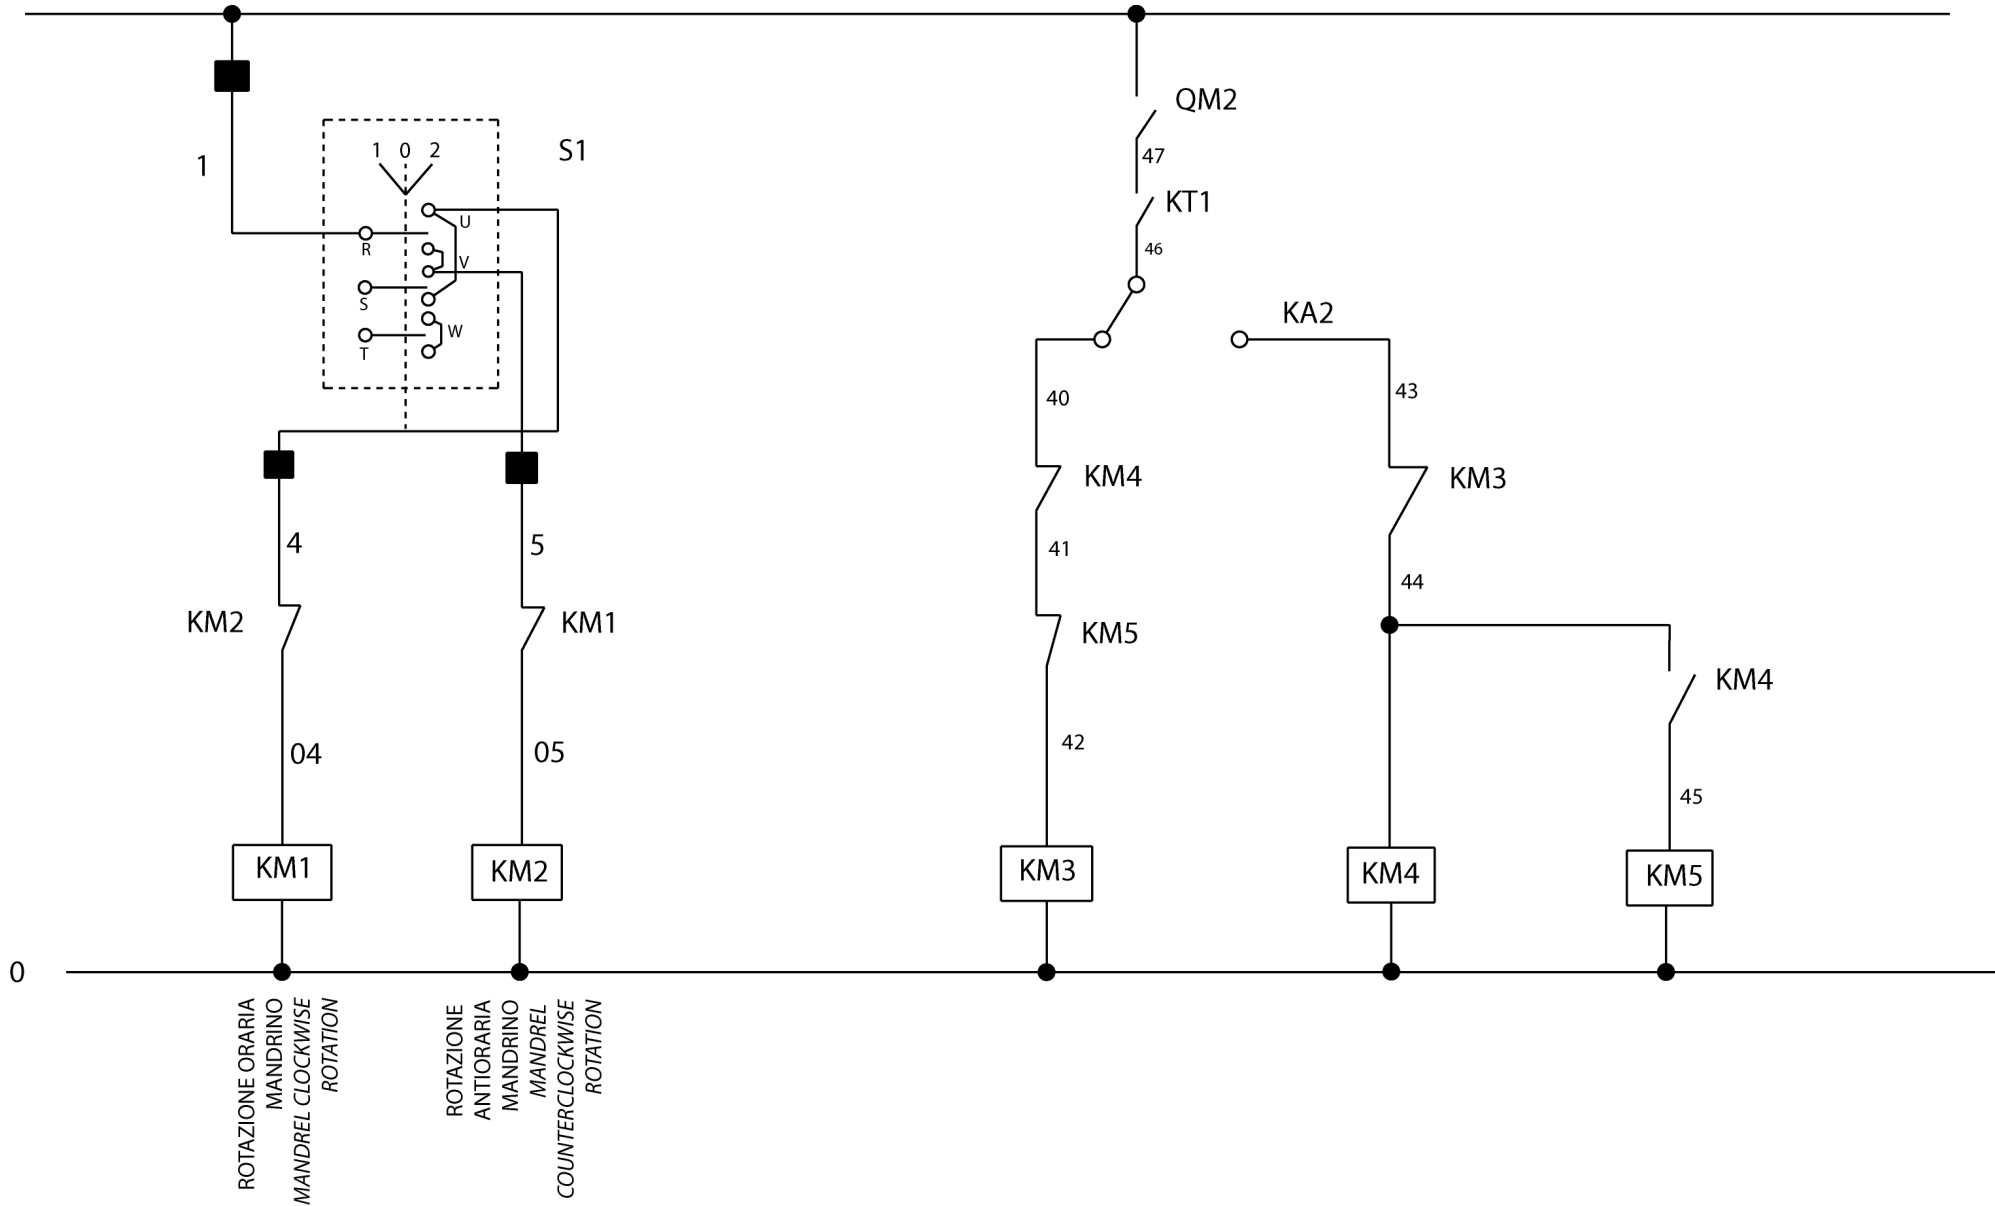 QM2
47
KT1
46
1
S1
1 0 2
U
R
V
S
W
T
KA2
40
43
KM4
KM3
4
5
41
44
KM2
KM1
KM5
KM4
04
05
42
45
KM1
KM2
KM3
KM4
KM5
0
ROTAZIONE ORARIA
MANDRINO
MANDREL CLOCKWISE
ROTATION
ROTAZIONE
ANTIORARIA
MANDRINO
MANDREL
COUNTERCLOCKWISE
ROTATION